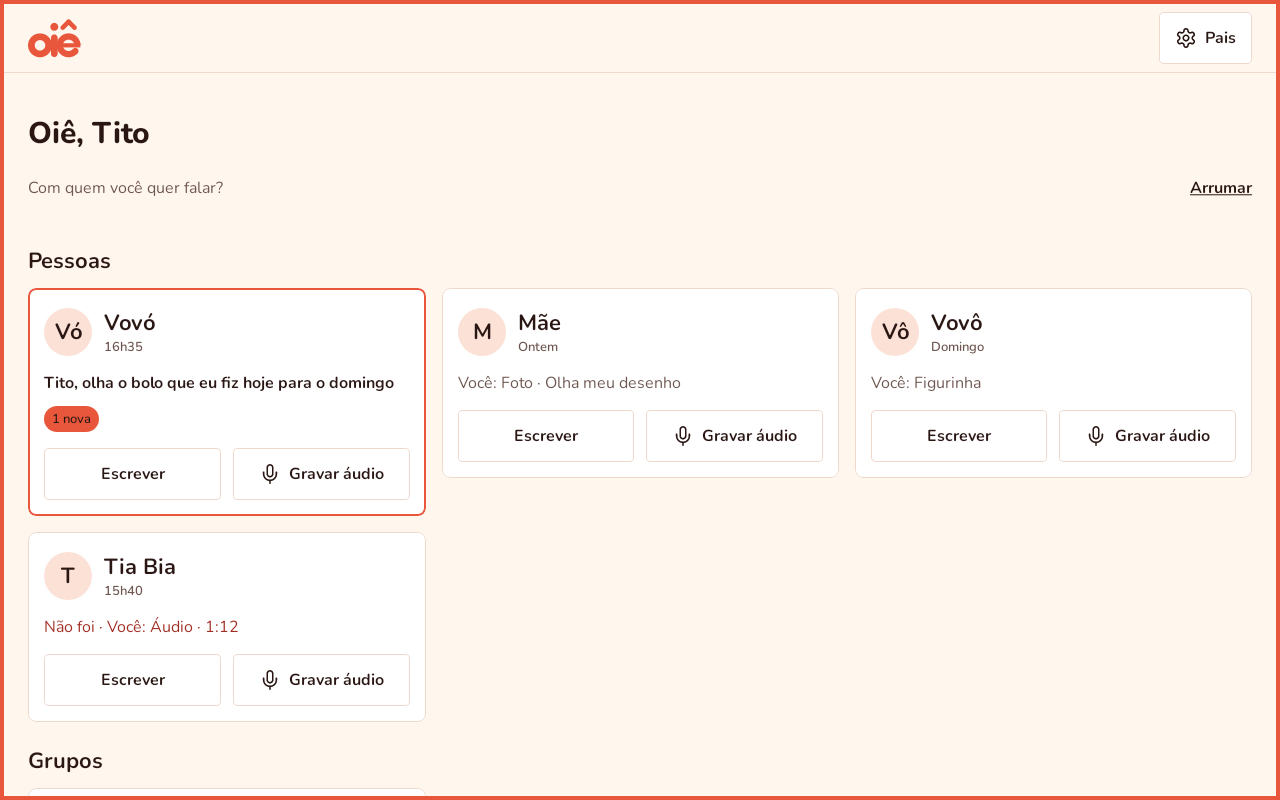 oiê
Pais
Oiê, Tito
Com quem você quer falar?
Arrumar
Pessoas
Vó
Vovó
16h35
Tito, olha o bolo que eu fiz hoje para o domingo
1 nova
Escrever
Gravar áudio
M
Mãe
Ontem
Você: Foto · Olha meu desenho
Escrever
Gravar áudio
Vô
Vovô
Domingo
Você: Figurinha
Escrever
Gravar áudio
T
Tia Bia
15h40
Não foi · Você: Áudio · 1:12
Escrever
Gravar áudio
Grupos